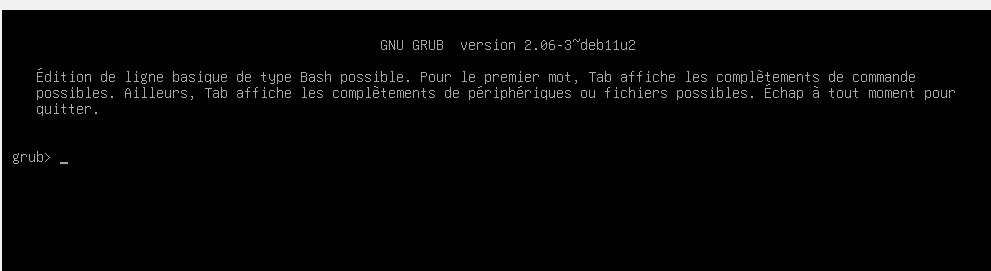 GNU GRUB  version 2.06-3~deb11u2
Édition de ligne basique de type Bash possible. Pour le premier mot, Tab affiche les complètements de commande
possibles. Ailleurs, Tab affiche les complètements de périphériques ou fichiers possibles. Échap à tout moment pour
quitter.
grub> _